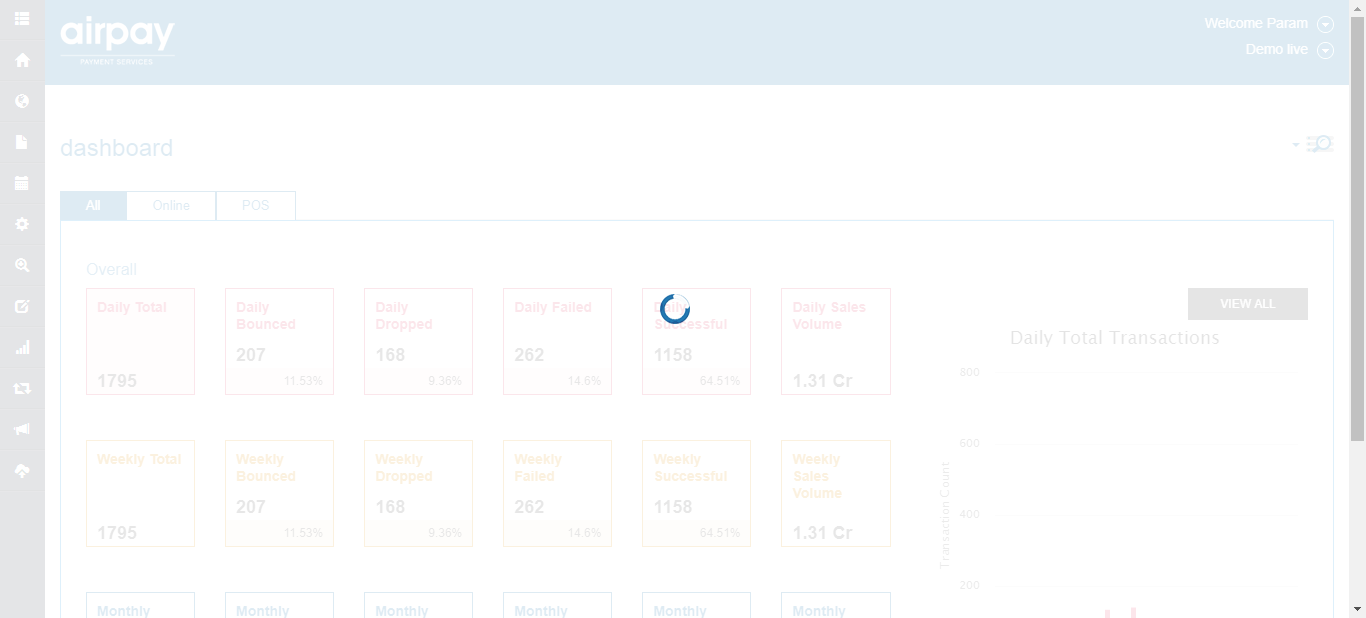 airpay
PAYMENT SERVICES
Welcome Param
Demo live
dashboard
All
Online
POS
Overall
Daily Total
1795
Daily
Bounced
207
11.53%
Daily
Dropped
168
9.36%
Daily Failed
262
14.6%
Daily
Successful
1158
64.51%
Daily Sales
Volume
1.31 Cr
VIEW ALL
Daily Total Transactions
800
600
400
200
Transaction Count
Weekly Total
1795
Weekly
Bounced
207
11.53%
Weekly
Dropped
168
9.36%
Weekly
Failed
262
14.6%
Weekly
Successful
1158
64.51%
Weekly
Sales
Volume
1.31 Cr
Monthly
Monthly
Monthly
Monthly
Monthly
Monthly